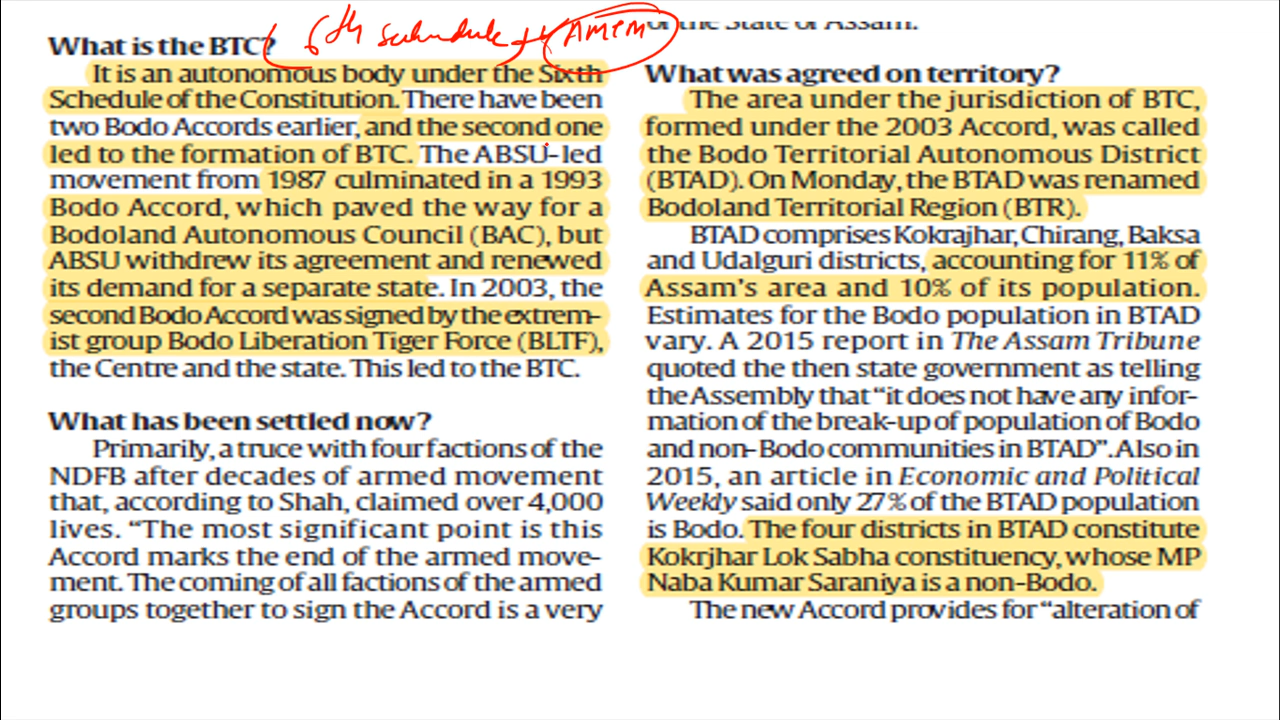 What is the BTC?
6th schedule
It is an autonomous body under the Sixth
Schedule of the Constitution. There have been
two Bodo Accords earlier, and the second one
led to the formation of BTC. The ABSU-led
movement from 1987 culminated in a 1993
Bodo Accord, which paved the way for a
Bodoland Autonomous Council (BAC), but
ABSU withdrew its agreement and renewed
its demand for a separate state. In 2003, the
second Bodo Accord was signed by the extrem-
ist group Bodo Liberation Tiger Force (BLTF),
the Centre and the state. This led to the BTC.
What has been settled now?
Primarily, a truce with four factions of the
NDFB after decades of armed movement
that, according to Shah, claimed over 4,000
lives. “The most significant point is this
Accord marks the end of the armed move-
ment. The coming of all factions of the armed
groups together to sign the Accord is a very
of the State of Assam.
What was agreed on territory?
The area under the jurisdiction of BTC,
formed under the 2003 Accord, was called
the Bodo Territorial Autonomous District
(BTAD). On Monday, the BTAD was renamed
Bodoland Territorial Region (BTR).
BTAD comprises Kokrajhar, Chirang, Baksa
and Udalguri districts, accounting for 11% of
Assam’s area and 10% of its population.
Estimates for the Bodo population in BTAD
vary. A 2015 report in The Assam Tribune
quoted the then state government as telling
the Assembly that “it does not have any infor-
mation of the break-up of population of Bodo
and non-Bodo communities in BTAD”. Also in
2015, an article in Economic and Political
Weekly said only 27% of the BTAD population
is Bodo. The four districts in BTAD constitute
Kokrjhar Lok Sabha constituency, whose MP
Naba Kumar Saraniya is a non-Bodo.
The new Accord provides for “alteration of